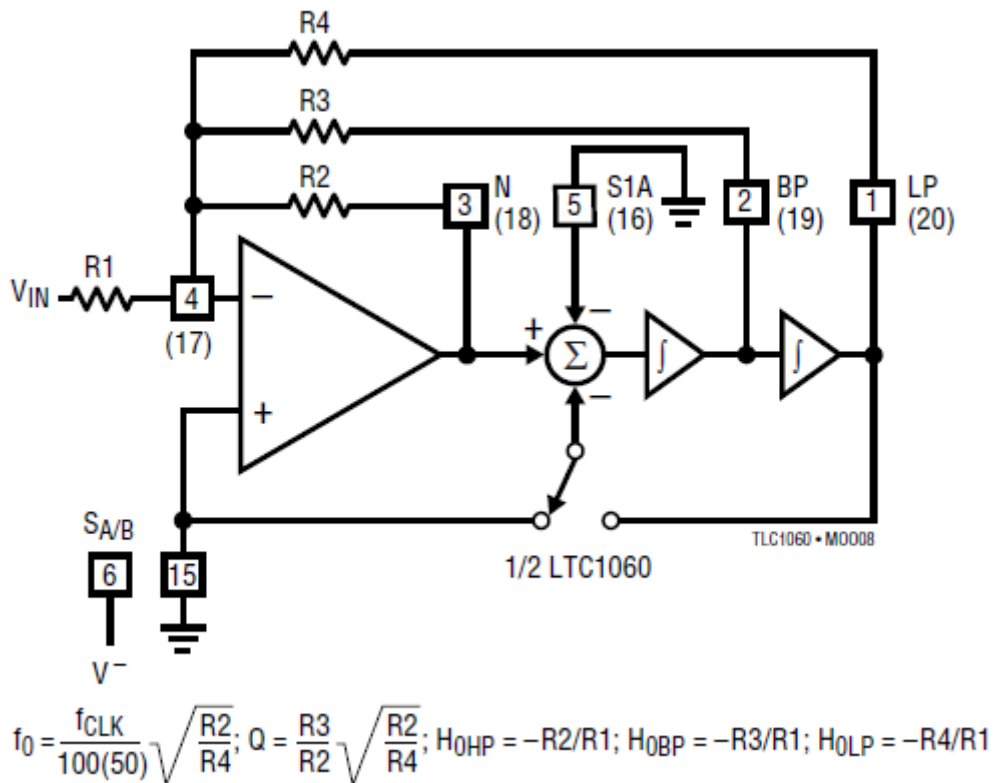 R4
R3
R2
3
N
(18)
5
S1A
(16)
2
BP
(19)
1
LP
(20)
VIN
R1
4
(17)
−
+
+
−
Σ
−
∫
∫
SA/B
6
15
V−
1/2 LTC1060
TLC1060 • MOO08
f0 = fCLK/100(50) √(R2/R4); Q = R3/R2 √(R2/R4); H0HP = −R2/R1; H0BP = −R3/R1; H0LP = −R4/R1